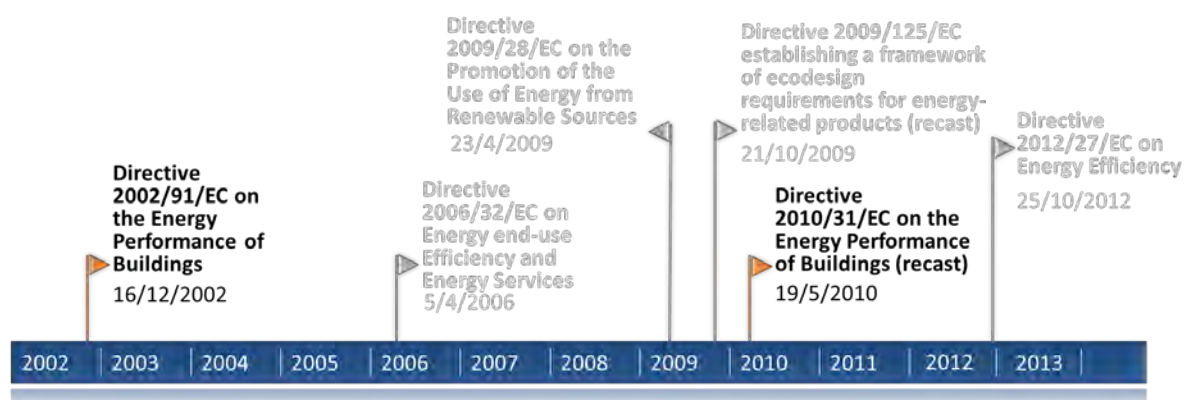 Directive
2009/28/EC on the
Promotion of the
Use of Energy from
Renewable Sources
23/4/2009
Directive 2009/125/EC
establishing a framework
of ecodesign
requirements for energy-
related products (recast)
21/10/2009
Directive
2012/27/EC on
Energy Efficiency
25/10/2012
Directive
2002/91/EC on
the Energy
Performance of
Buildings
16/12/2002
Directive
2006/32/EC on
Energy end-use
Efficiency and
Energy Services
5/4/2006
Directive
2010/31/EC on the
Energy Performance
of Buildings (recast)
19/5/2010
2002 2003 2004 2005 2006 2007 2008 2009 2010 2011 2012 2013